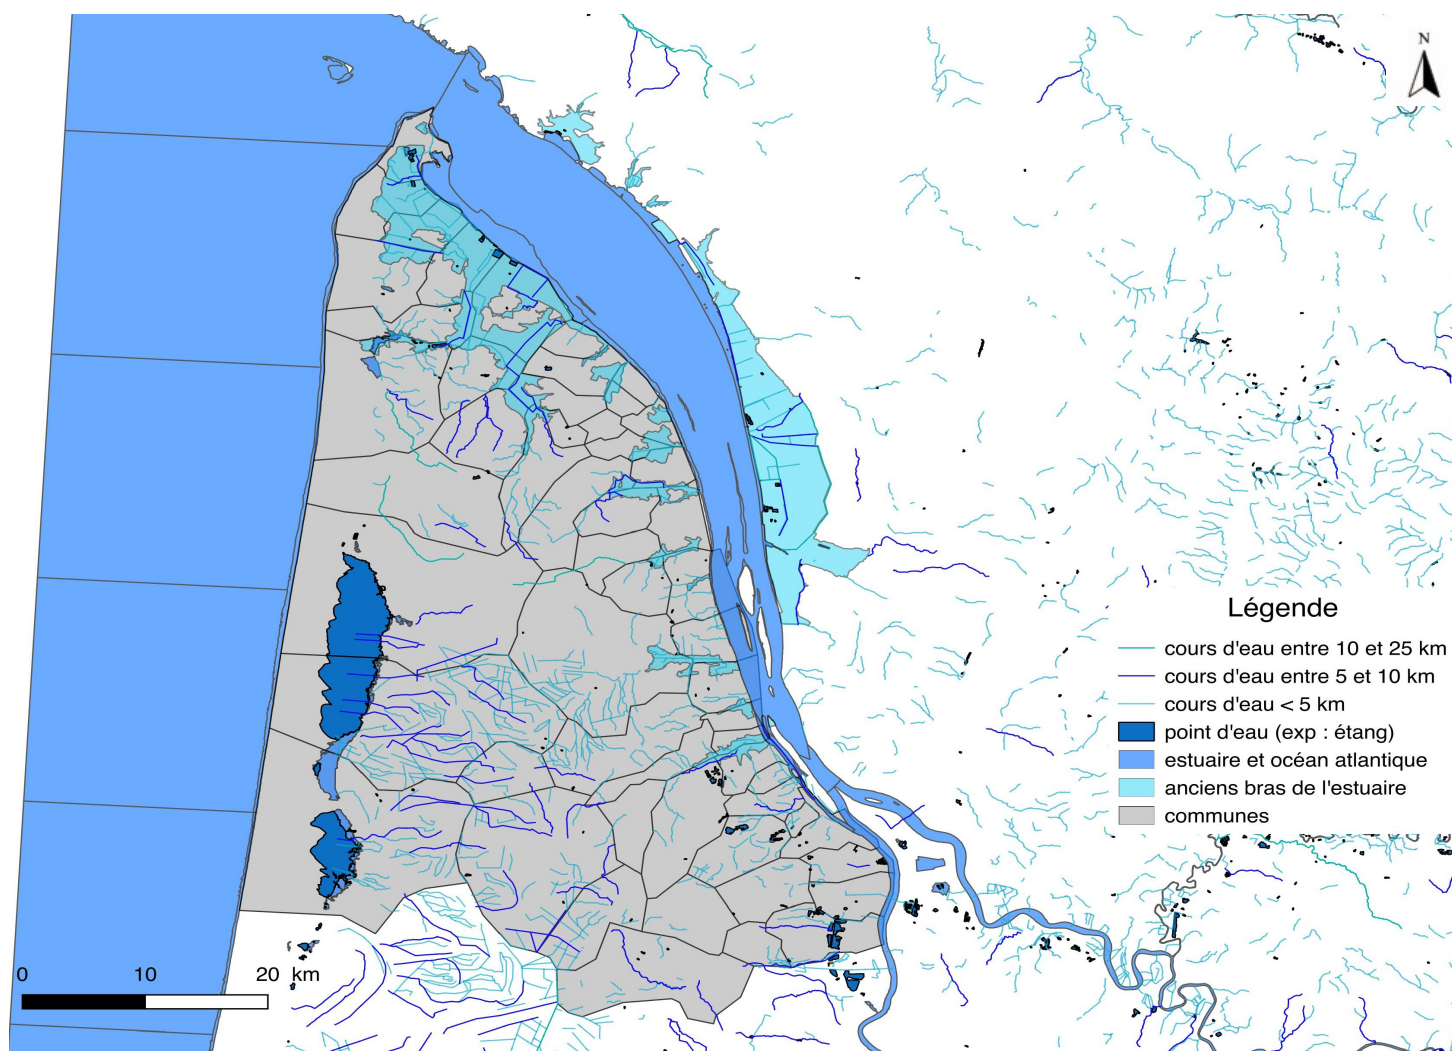 N
Légende
cours d'eau entre 10 et 25 km
cours d'eau entre 5 et 10 km
cours d'eau < 5 km
point d'eau (exp : étang)
estuaire et océan atlantique
anciens bras de l'estuaire
communes
0 10 20 km